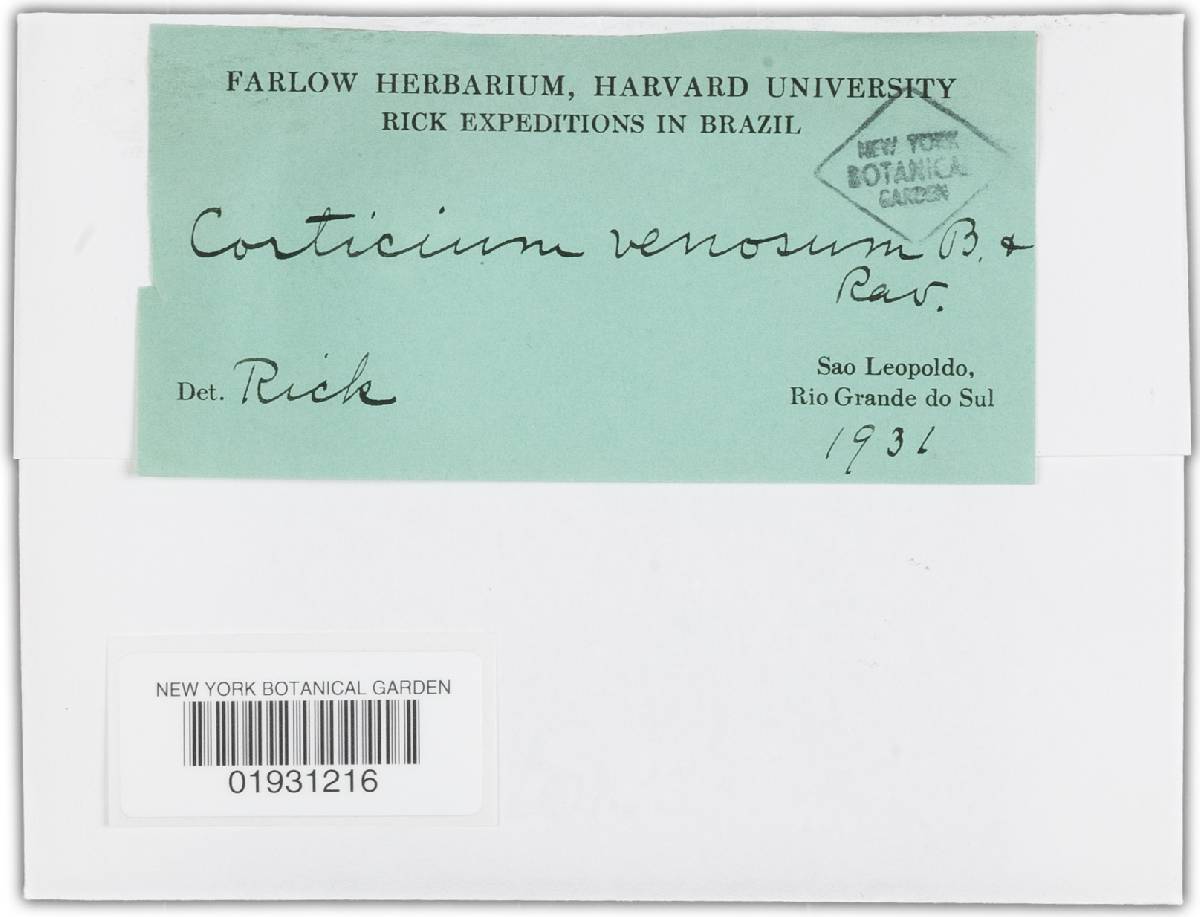 FARLOW HERBARIUM, HARVARD UNIVERSITY
RICK EXPEDITIONS IN BRAZIL
NEW YORK
BOTANICAL
GARDEN
Corticium venosum B. &
Rav.
Det. Rick
Sao Leopoldo,
Rio Grande do Sul
1931
NEW YORK BOTANICAL GARDEN
01931216